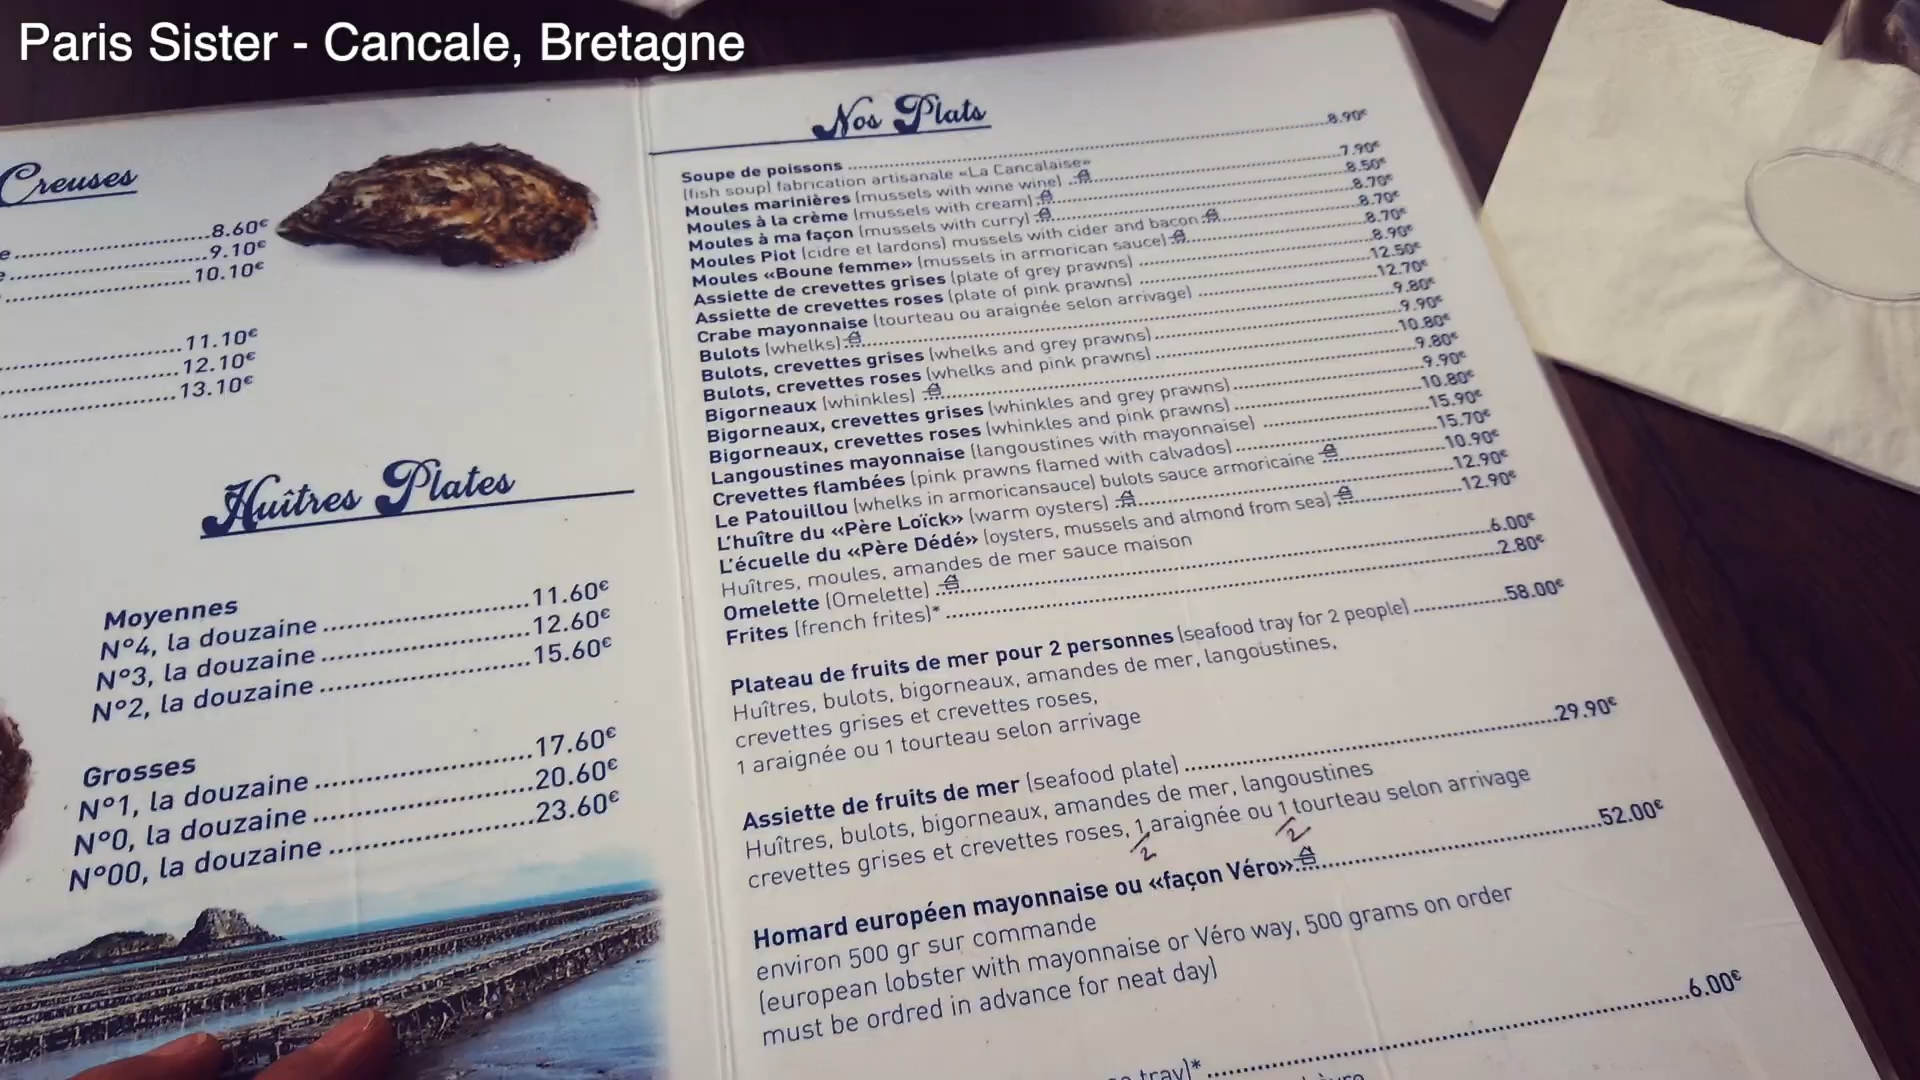 Paris Sister - Cancale, Bretagne
Creuses
8.60€
9.10€
10.10€
11.10€
12.10€
13.10€
Huîtres Plates
Moyennes
N°4, la douzaine 11.60€
N°3, la douzaine 12.60€
N°2, la douzaine 15.60€
Grosses
N°1, la douzaine 17.60€
N°0, la douzaine 20.60€
N°00, la douzaine 23.60€
Nos Plats
Soupe de poissons 8.90€
(fish soup) fabrication artisanale «La Cancalaise»
Moules marinières (mussels with wine wine) 7.90€
Moules à la crème (mussels with cream) 8.50€
Moules à ma façon (mussels with curry) 8.70€
Moules Piot (cidre et lardons) mussels with cider and bacon 8.70€
Moules «Boune femme» (mussels in armorican sauce) 8.70€
Assiette de crevettes grises (plate of grey prawns) 8.90€
Assiette de crevettes roses (plate of pink prawns) 12.50€
Crabe mayonnaise (tourteau ou araignée selon arrivage) 12.70€
Bulots (whelks) 9.80€
Bulots, crevettes grises (whelks and grey prawns) 9.90€
Bulots, crevettes roses (whelks and pink prawns) 10.80€
Bigorneaux (whinkles) 9.80€
Bigorneaux, crevettes grises (whinkles and grey prawns) 9.90€
Bigorneaux, crevettes roses (whinkles and pink prawns) 10.80€
Langoustines mayonnaise (langoustines with mayonnaise) 15.90€
Crevettes flambées (pink prawns flamed with calvados) 15.70€
Le Patouillou (whelks in armoricansauce) bulots sauce armoricaine 10.90€
L'huître du «Père Loïck» (warm oysters) 12.90€
L'écuelle du «Père Dédé» (oysters, mussels and almond from sea) 12.90€
Huîtres, moules, amandes de mer sauce maison
Omelette (Omelette) 6.00€
Frites (french frites)* 2.80€
Plateau de fruits de mer pour 2 personnes (seafood tray for 2 people) 58.00€
Huîtres, bulots, bigorneaux, amandes de mer, langoustines,
crevettes grises et crevettes roses,
1 araignée ou 1 tourteau selon arrivage
Assiette de fruits de mer (seafood plate) 29.90€
Huîtres, bulots, bigorneaux, amandes de mer, langoustines
crevettes grises et crevettes roses, 1/2 araignée ou 1/2 tourteau selon arrivage
Homard européen mayonnaise ou «façon Véro» 52.00€
environ 500 gr sur commande
(european lobster with mayonnaise or Véro way, 500 grams on order
must be ordred in advance for neat day)
tray)* 6.00€